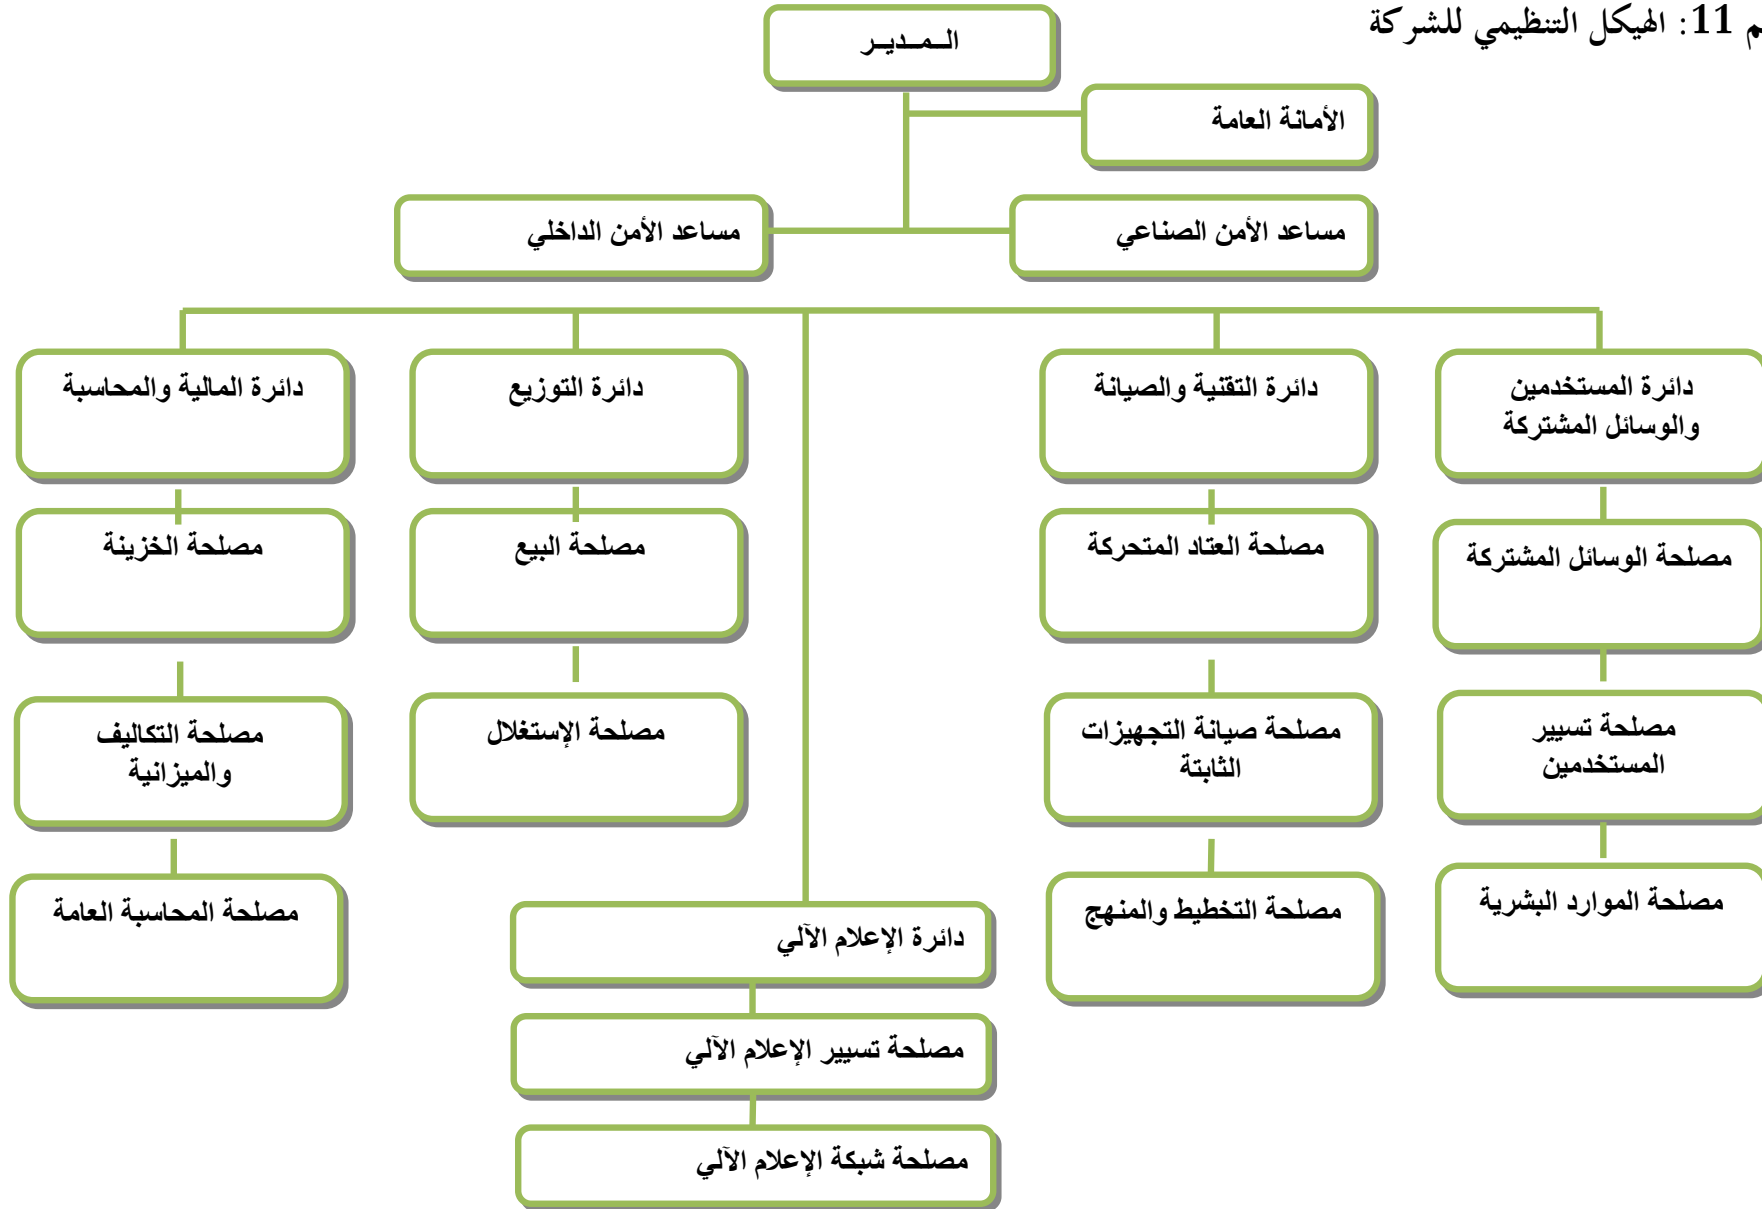 م 11: الهيكل التنظيمي للشركة
الـمـديـر
الأمانة العامة
مساعد الأمن الصناعي
مساعد الأمن الداخلي
دائرة المستخدمين
والوسائل المشتركة
دائرة التقنية والصيانة
دائرة التوزيع
دائرة المالية والمحاسبة
مصلحة الوسائل المشتركة
مصلحة العتاد المتحركة
مصلحة البيع
مصلحة الخزينة
مصلحة تسيير
المستخدمين
مصلحة صيانة التجهيزات
الثابتة
مصلحة الإستغلال
مصلحة التكاليف
والميزانية
مصلحة الموارد البشرية
مصلحة التخطيط والمنهج
مصلحة المحاسبة العامة
دائرة الإعلام الآلي
مصلحة تسيير الإعلام الآلي
مصلحة شبكة الإعلام الآلي